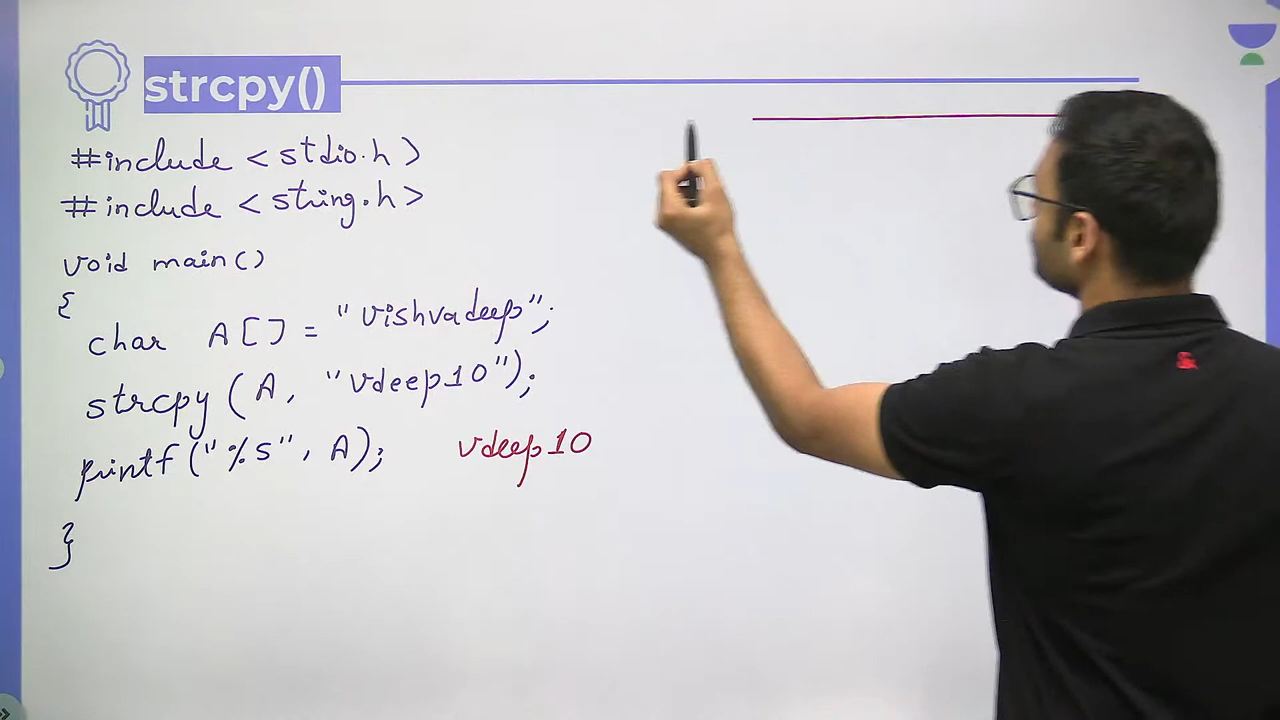 strcpy()
#include <stdio.h>
#include <string.h>
void main()
{
char A[] = "vishvadeep";
strcpy (A, "vdeep10");
printf ("%s", A); vdeep10
}